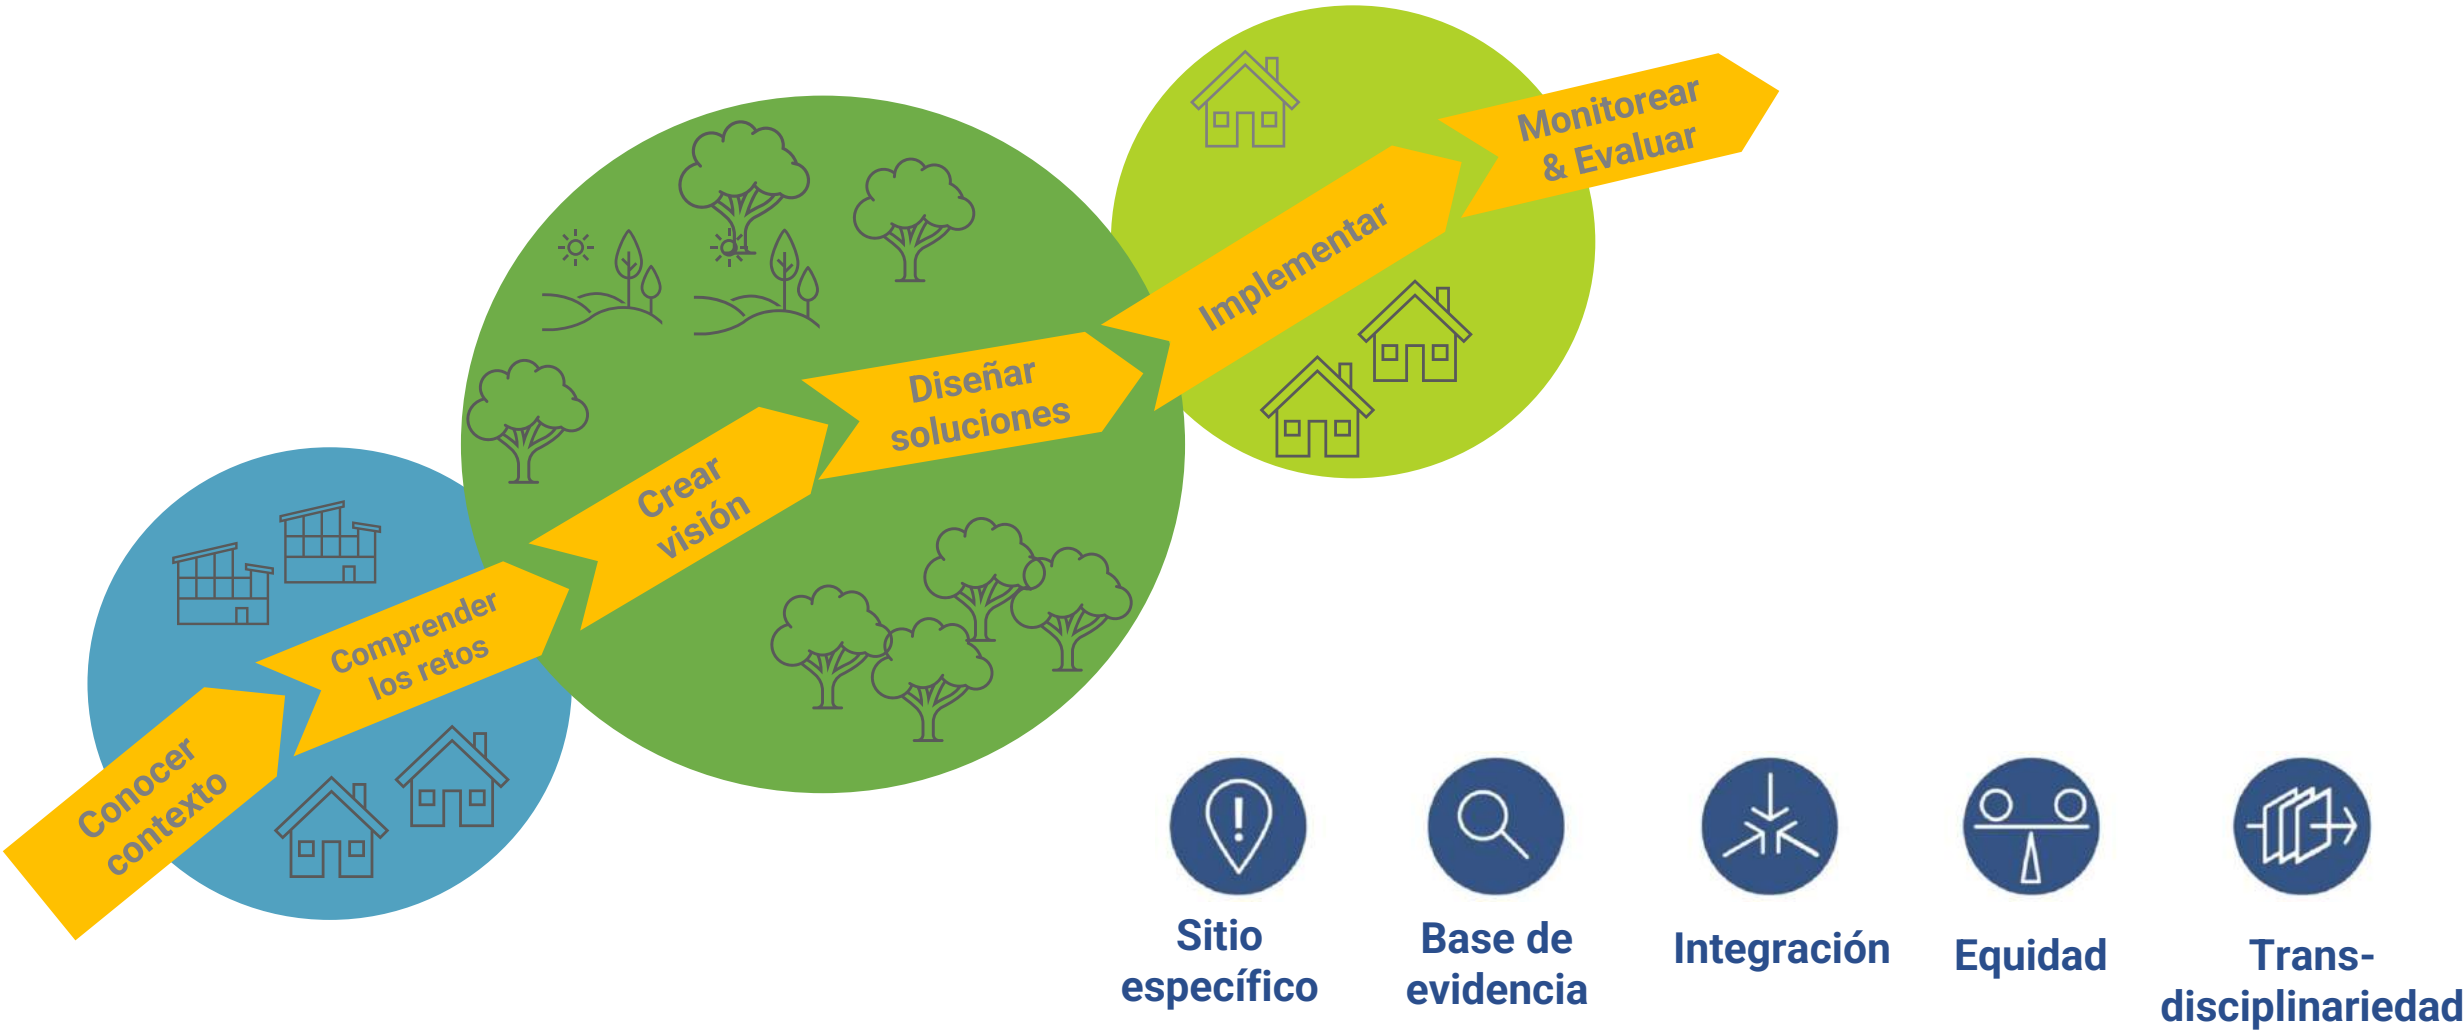 Conocer
contexto
Comprender
los retos
Crear
visión
Diseñar
soluciones
Implementar
Monitorear
& Evaluar
Sitio
específico
Base de
evidencia
Integración
Equidad
Trans-
disciplinariedad